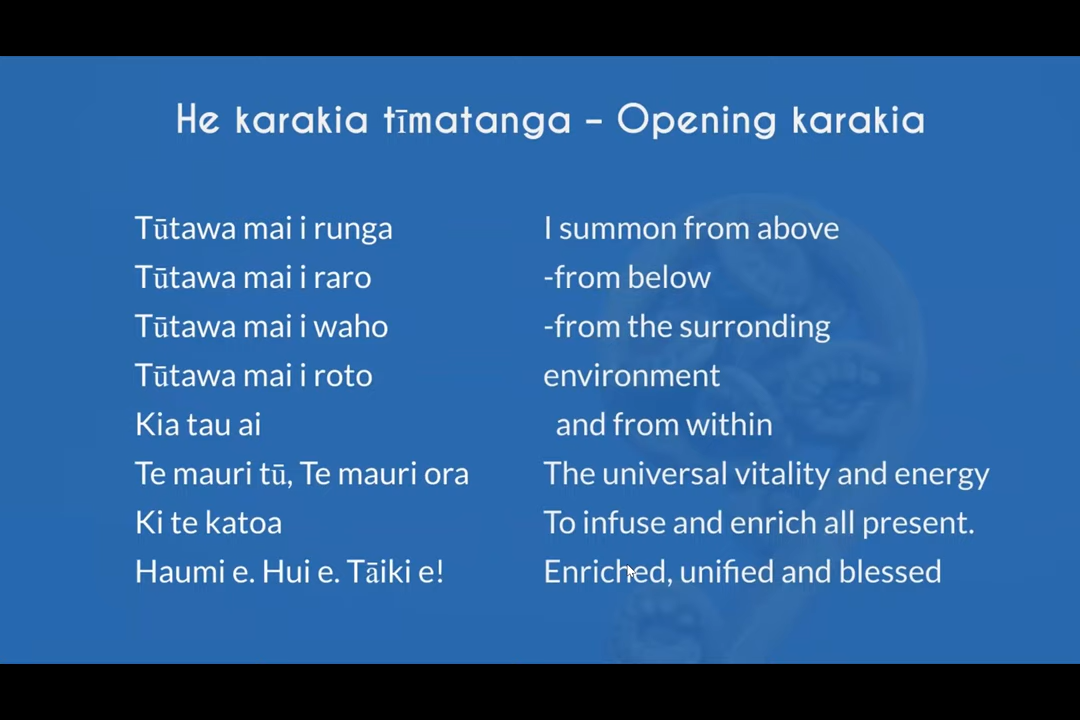 He karakia tīmatanga – Opening karakia
Tūtawa mai i runga
Tūtawa mai i raro
Tūtawa mai i waho
Tūtawa mai i roto
Kia tau ai
Te mauri tū, Te mauri ora
Ki te katoa
Haumi e. Hui e. Tāiki e!
I summon from above
-from below
-from the surronding
environment
and from within
The universal vitality and energy
To infuse and enrich all present.
Enriched, unified and blessed